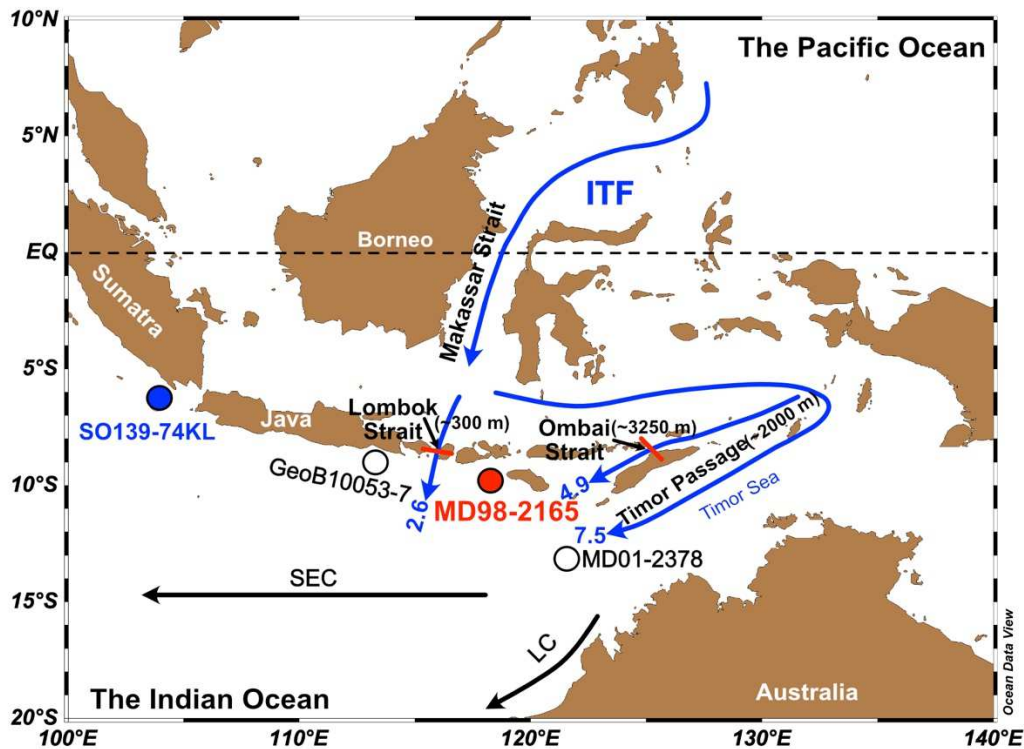 10°N
The Pacific Ocean
5°N
ITF
Makassar Strait
Borneo
EQ
Sumatra
5°S
Lombok
Strait
(~300 m)
Ombai
Strait
(~3250 m)
Java
SO139-74KL
GeoB10053-7
10°S
2.6
MD98-2165
4.9
Timor Passage(~2000 m)
Timor Sea
7.5
MD01-2378
SEC
15°S
LC
The Indian Ocean
Australia
Ocean Data View
20°S
100°E
110°E
120°E
130°E
140°E